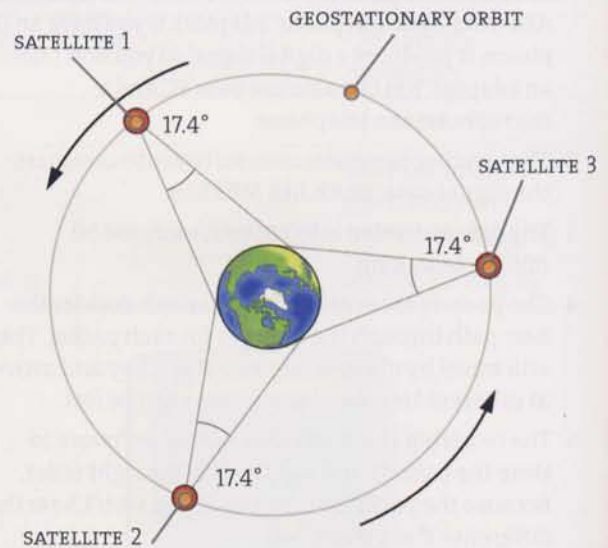 GEOSTATIONARY ORBIT
SATELLITE 1
17.4°
SATELLITE 3
17.4°
17.4°
SATELLITE 2